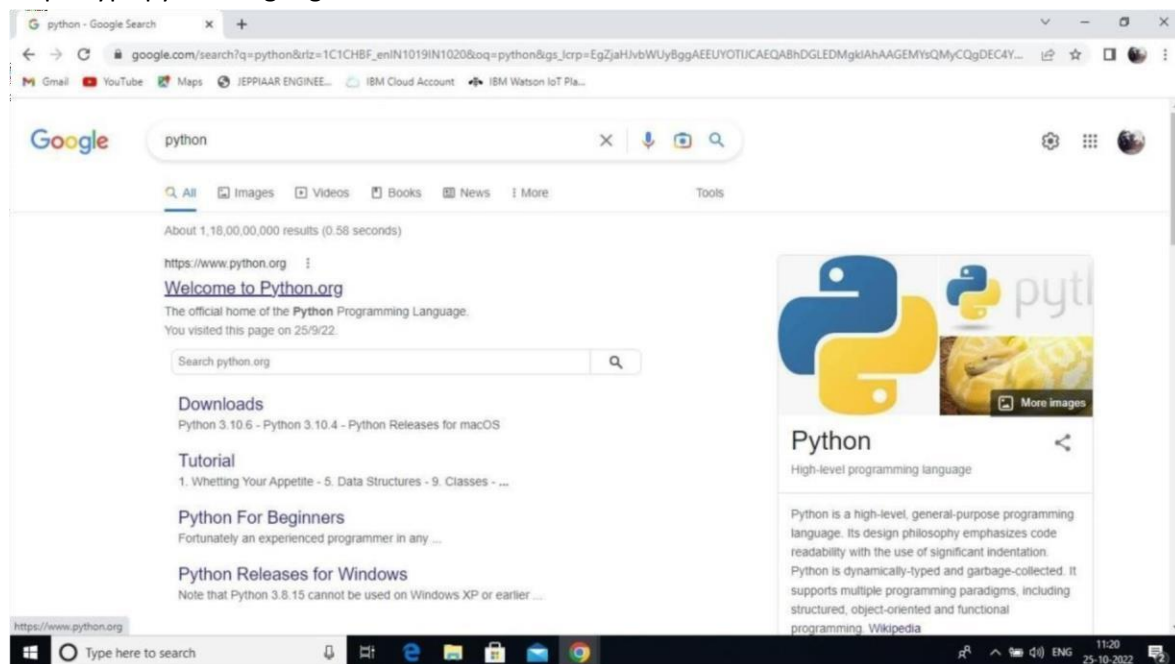 python - Google Search
google.com/search?q=python&rlz=1C1CHBF_enIN1019IN1020&oq=python&gs_lcrp=
Gmail YouTube Maps JEPPIAAR ENGINEE... IBM Cloud Account IBM Watson IoT Pla...
Google python
All Images Videos Books News More Tools
About 1,18,00,00,000 results (0.58 seconds)
https://www.python.org
Welcome to Python.org
The official home of the Python Programming Language.
You visited this page on 25/9/22.
Search python.org
Downloads
Python 3.10.6 - Python 3.10.4 - Python Releases for macOS
Tutorial
1. Whetting Your Appetite - 5. Data Structures - 9. Classes - ...
Python For Beginners
Fortunately an experienced programmer in any ...
Python Releases for Windows
Note that Python 3.8.15 cannot be used on Windows XP or earlier ...
pytl
More images
Python
High-level programming language
Python is a high-level, general-purpose programming
language. Its design philosophy emphasizes code
readability with the use of significant indentation.
Python is dynamically-typed and garbage-collected. It
supports multiple programming paradigms, including
structured, object-oriented and functional
programming. Wikipedia
https://www.python.org
Type here to search
ENG
11:20
25-10-2022